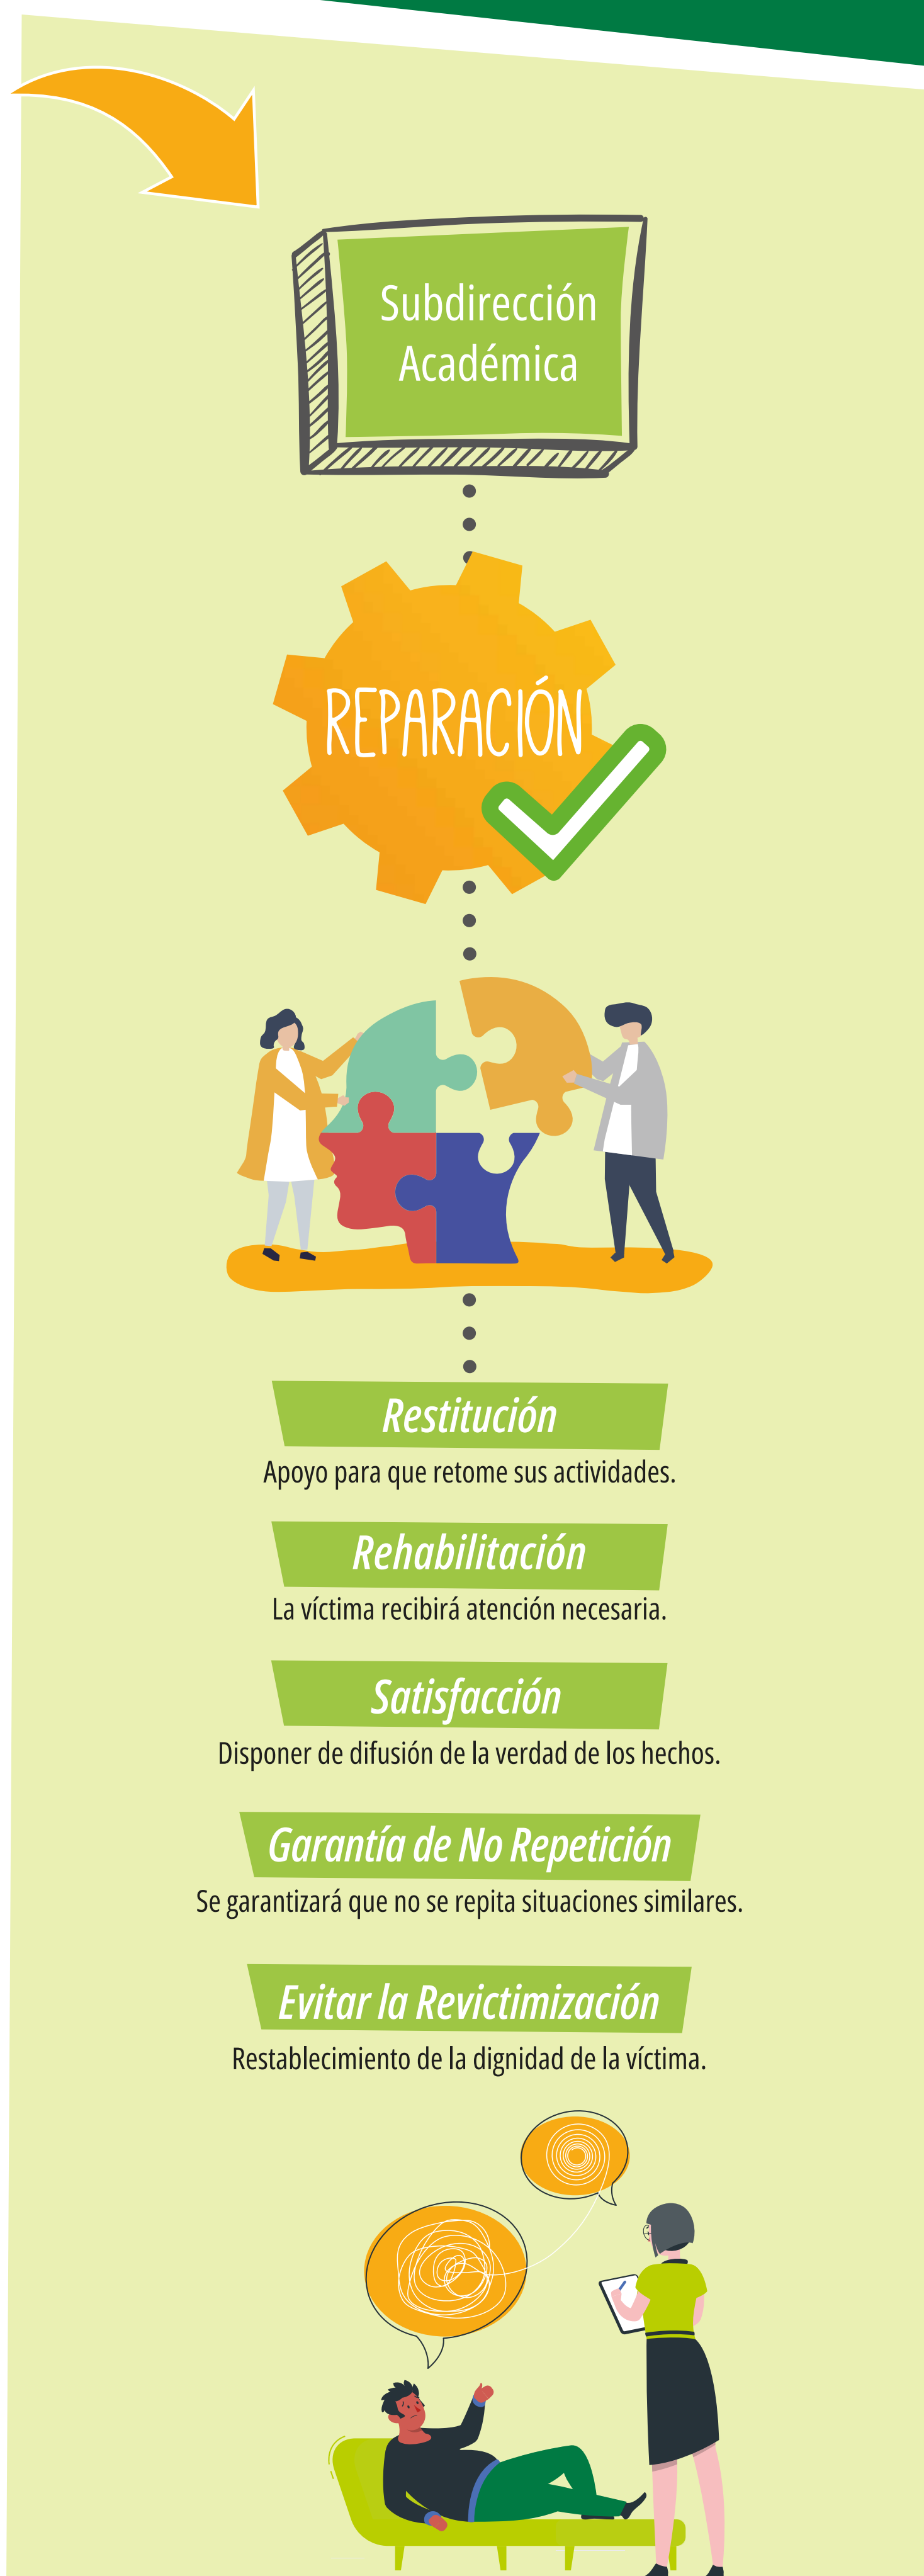 Subdirección
Académica
REPARACIÓN
Restitución
Apoyo para que retome sus actividades.
Rehabilitación
La víctima recibirá atención necesaria.
Satisfacción
Disponer de difusión de la verdad de los hechos.
Garantía de No Repetición
Se garantizará que no se repita situaciones similares.
Evitar la Revictimización
Restablecimiento de la dignidad de la víctima.